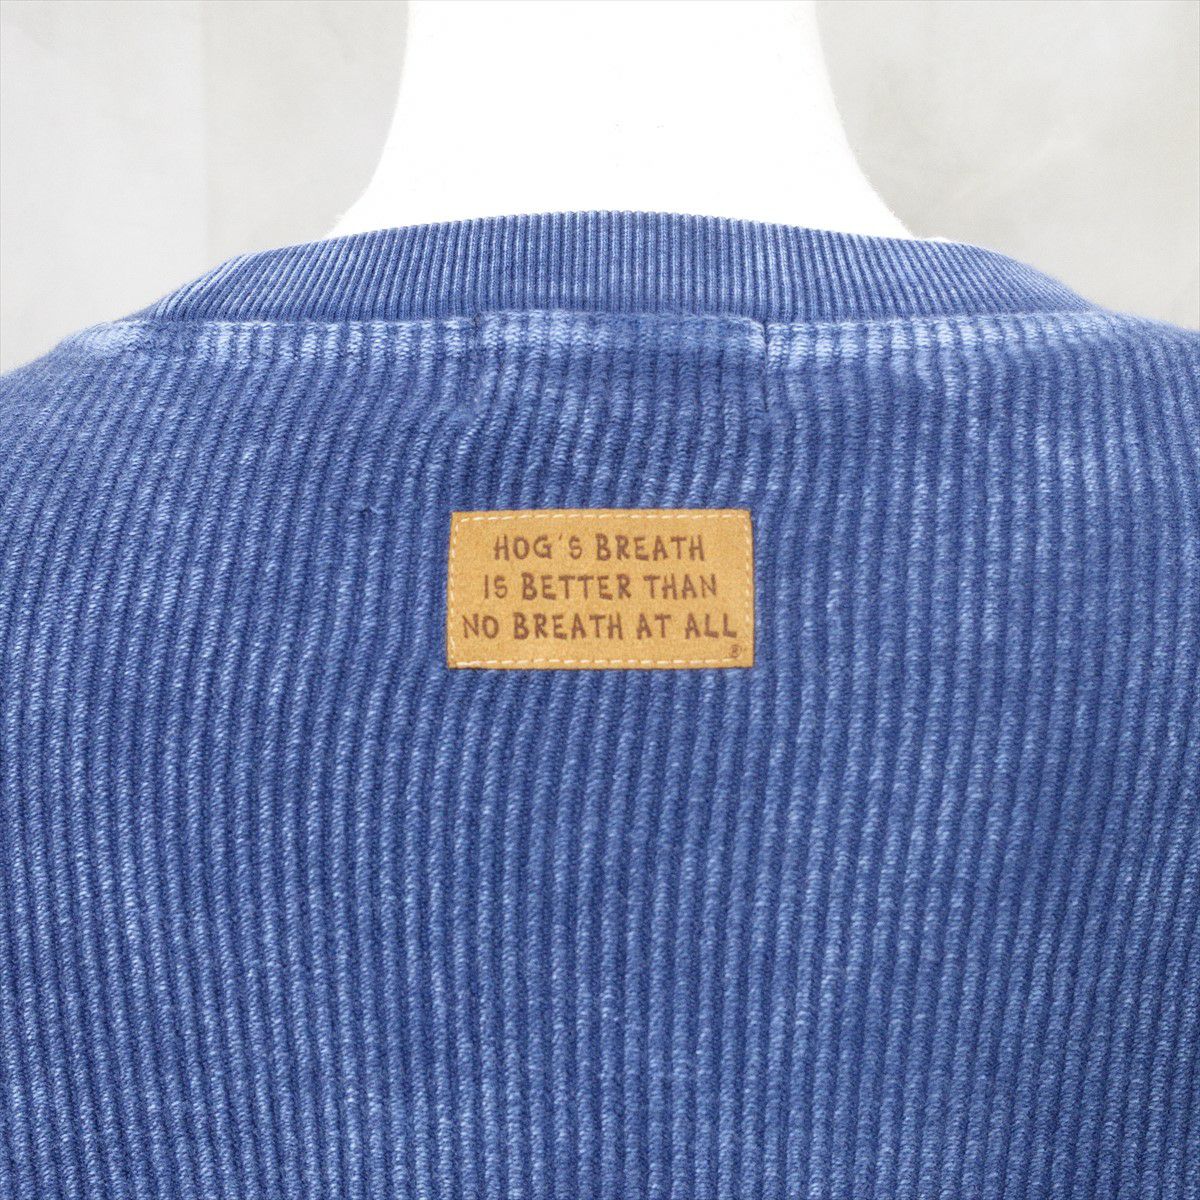 HOG'S BREATH
IS BETTER THAN
NO BREATH AT ALL
®